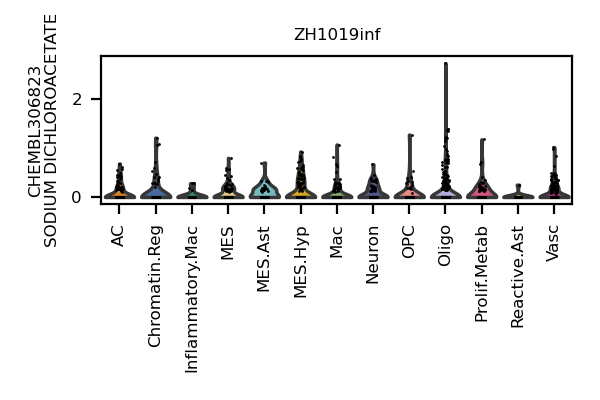 ZH1019inf
CHEMBL306823
SODIUM DICHLOROACETATE
2
0
AC
Chromatin.Reg
Inflammatory.Mac
MES
MES.Ast
MES.Hyp
Mac
Neuron
OPC
Oligo
Prolif.Metab
Reactive.Ast
Vasc